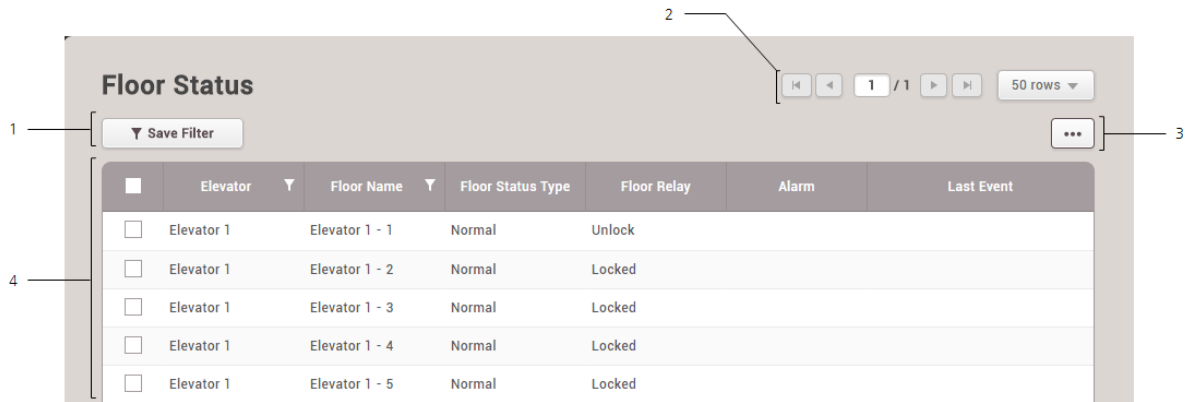 2
Floor Status
1 / 1
50 rows
1
Save Filter
•••
3
Elevator Floor Name Floor Status Type Floor Relay Alarm Last Event
Elevator 1 Elevator 1 - 1 Normal Unlock
Elevator 1 Elevator 1 - 2 Normal Locked
4
Elevator 1 Elevator 1 - 3 Normal Locked
Elevator 1 Elevator 1 - 4 Normal Locked
Elevator 1 Elevator 1 - 5 Normal Locked